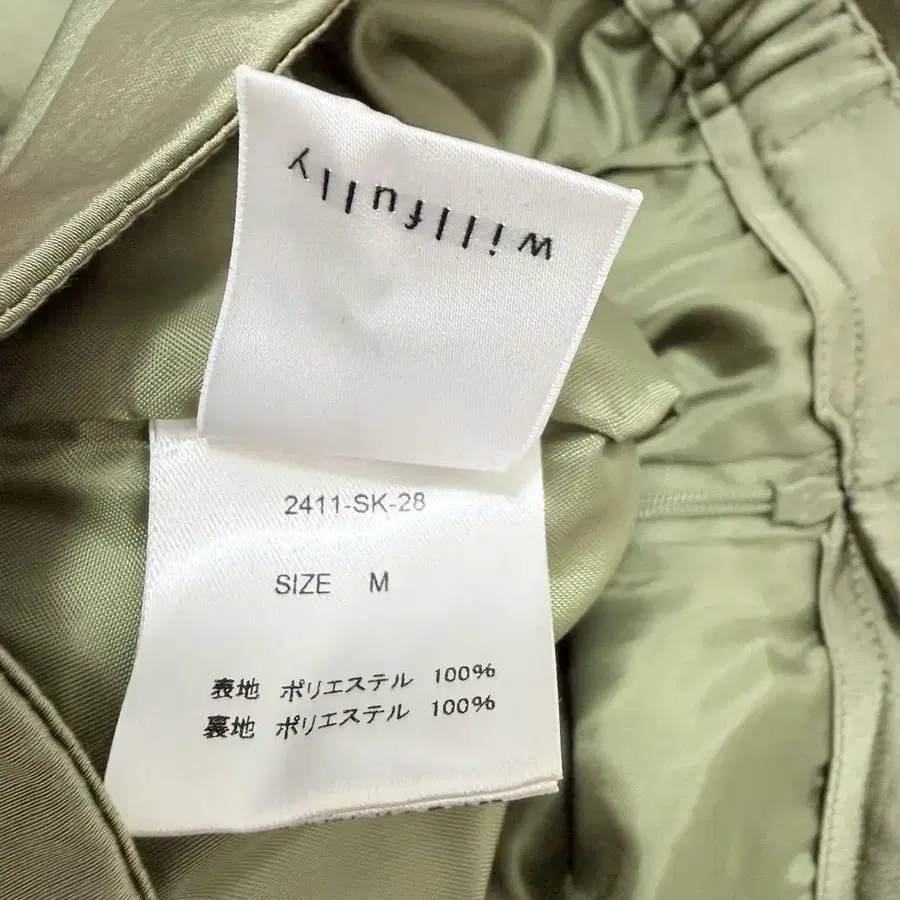 willfully
2411-SK-28
SIZE M
表地 ポリエステル 100%
裏地 ポリエステル 100%